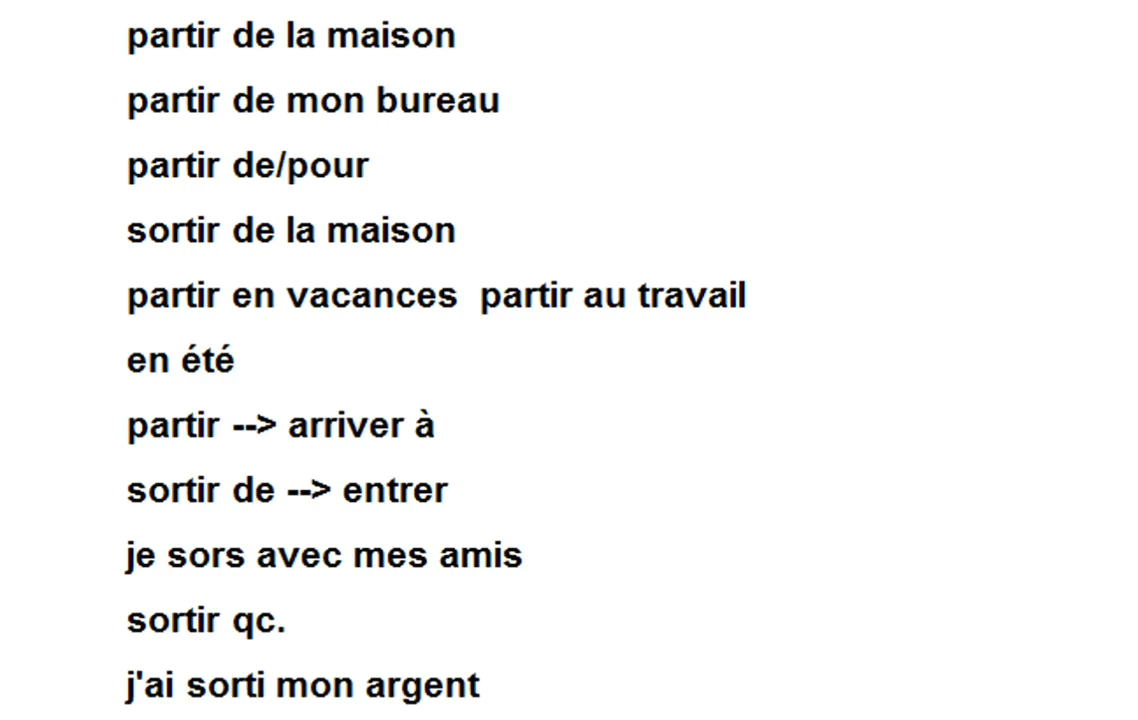 partir de la maison
partir de mon bureau
partir de/pour
sortir de la maison
partir en vacances  partir au travail
en été
partir --> arriver à
sortir de --> entrer
je sors avec mes amis
sortir qc.
j'ai sorti mon argent